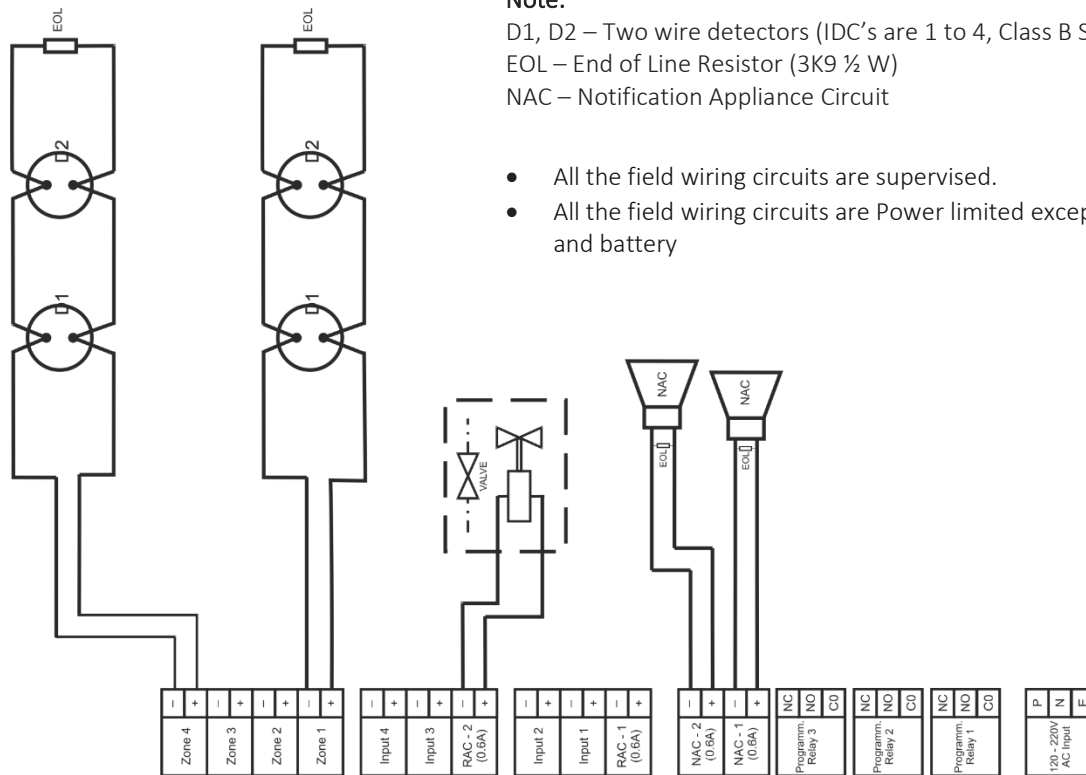 Note:
D1, D2 – Two wire detectors (IDC’s are 1 to 4, Class B
EOL – End of Line Resistor (3K9 ½ W)
NAC – Notification Appliance Circuit
• All the field wiring circuits are supervised.
• All the field wiring circuits are Power limited
and battery
EOL
EOL
D2
D2
D1
D1
VALVE
NAC
NAC
EOL
EOL
– + – + – + – +
Zone 4
Zone 3
Zone 2
Zone 1
– + – + – +
Input 4
Input 3
RAC - 2
(0.6A)
– + – + – +
Input 2
Input 1
RAC - 1
(0.6A)
– + – +
NAC - 2
(0.6A)
NAC - 1
(0.6A)
NC NO C0
Programm.
Relay 3
NC NO C0
Programm.
Relay 2
NC NO C0
Programm.
Relay 1
P N
120 - 220V
AC Input